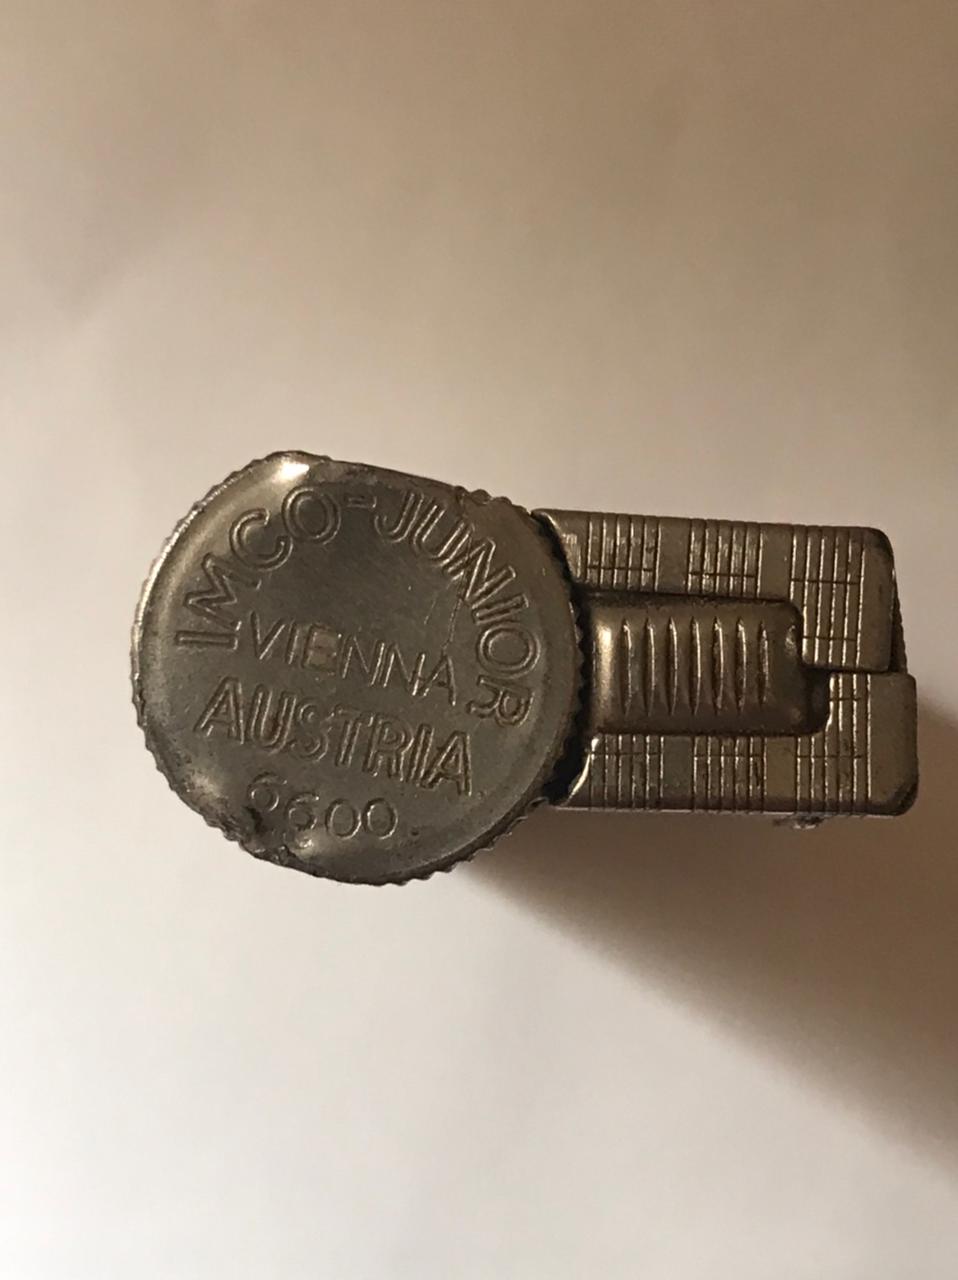 IMCO-JUNIOR
VIENNA
AUSTRIA
6600